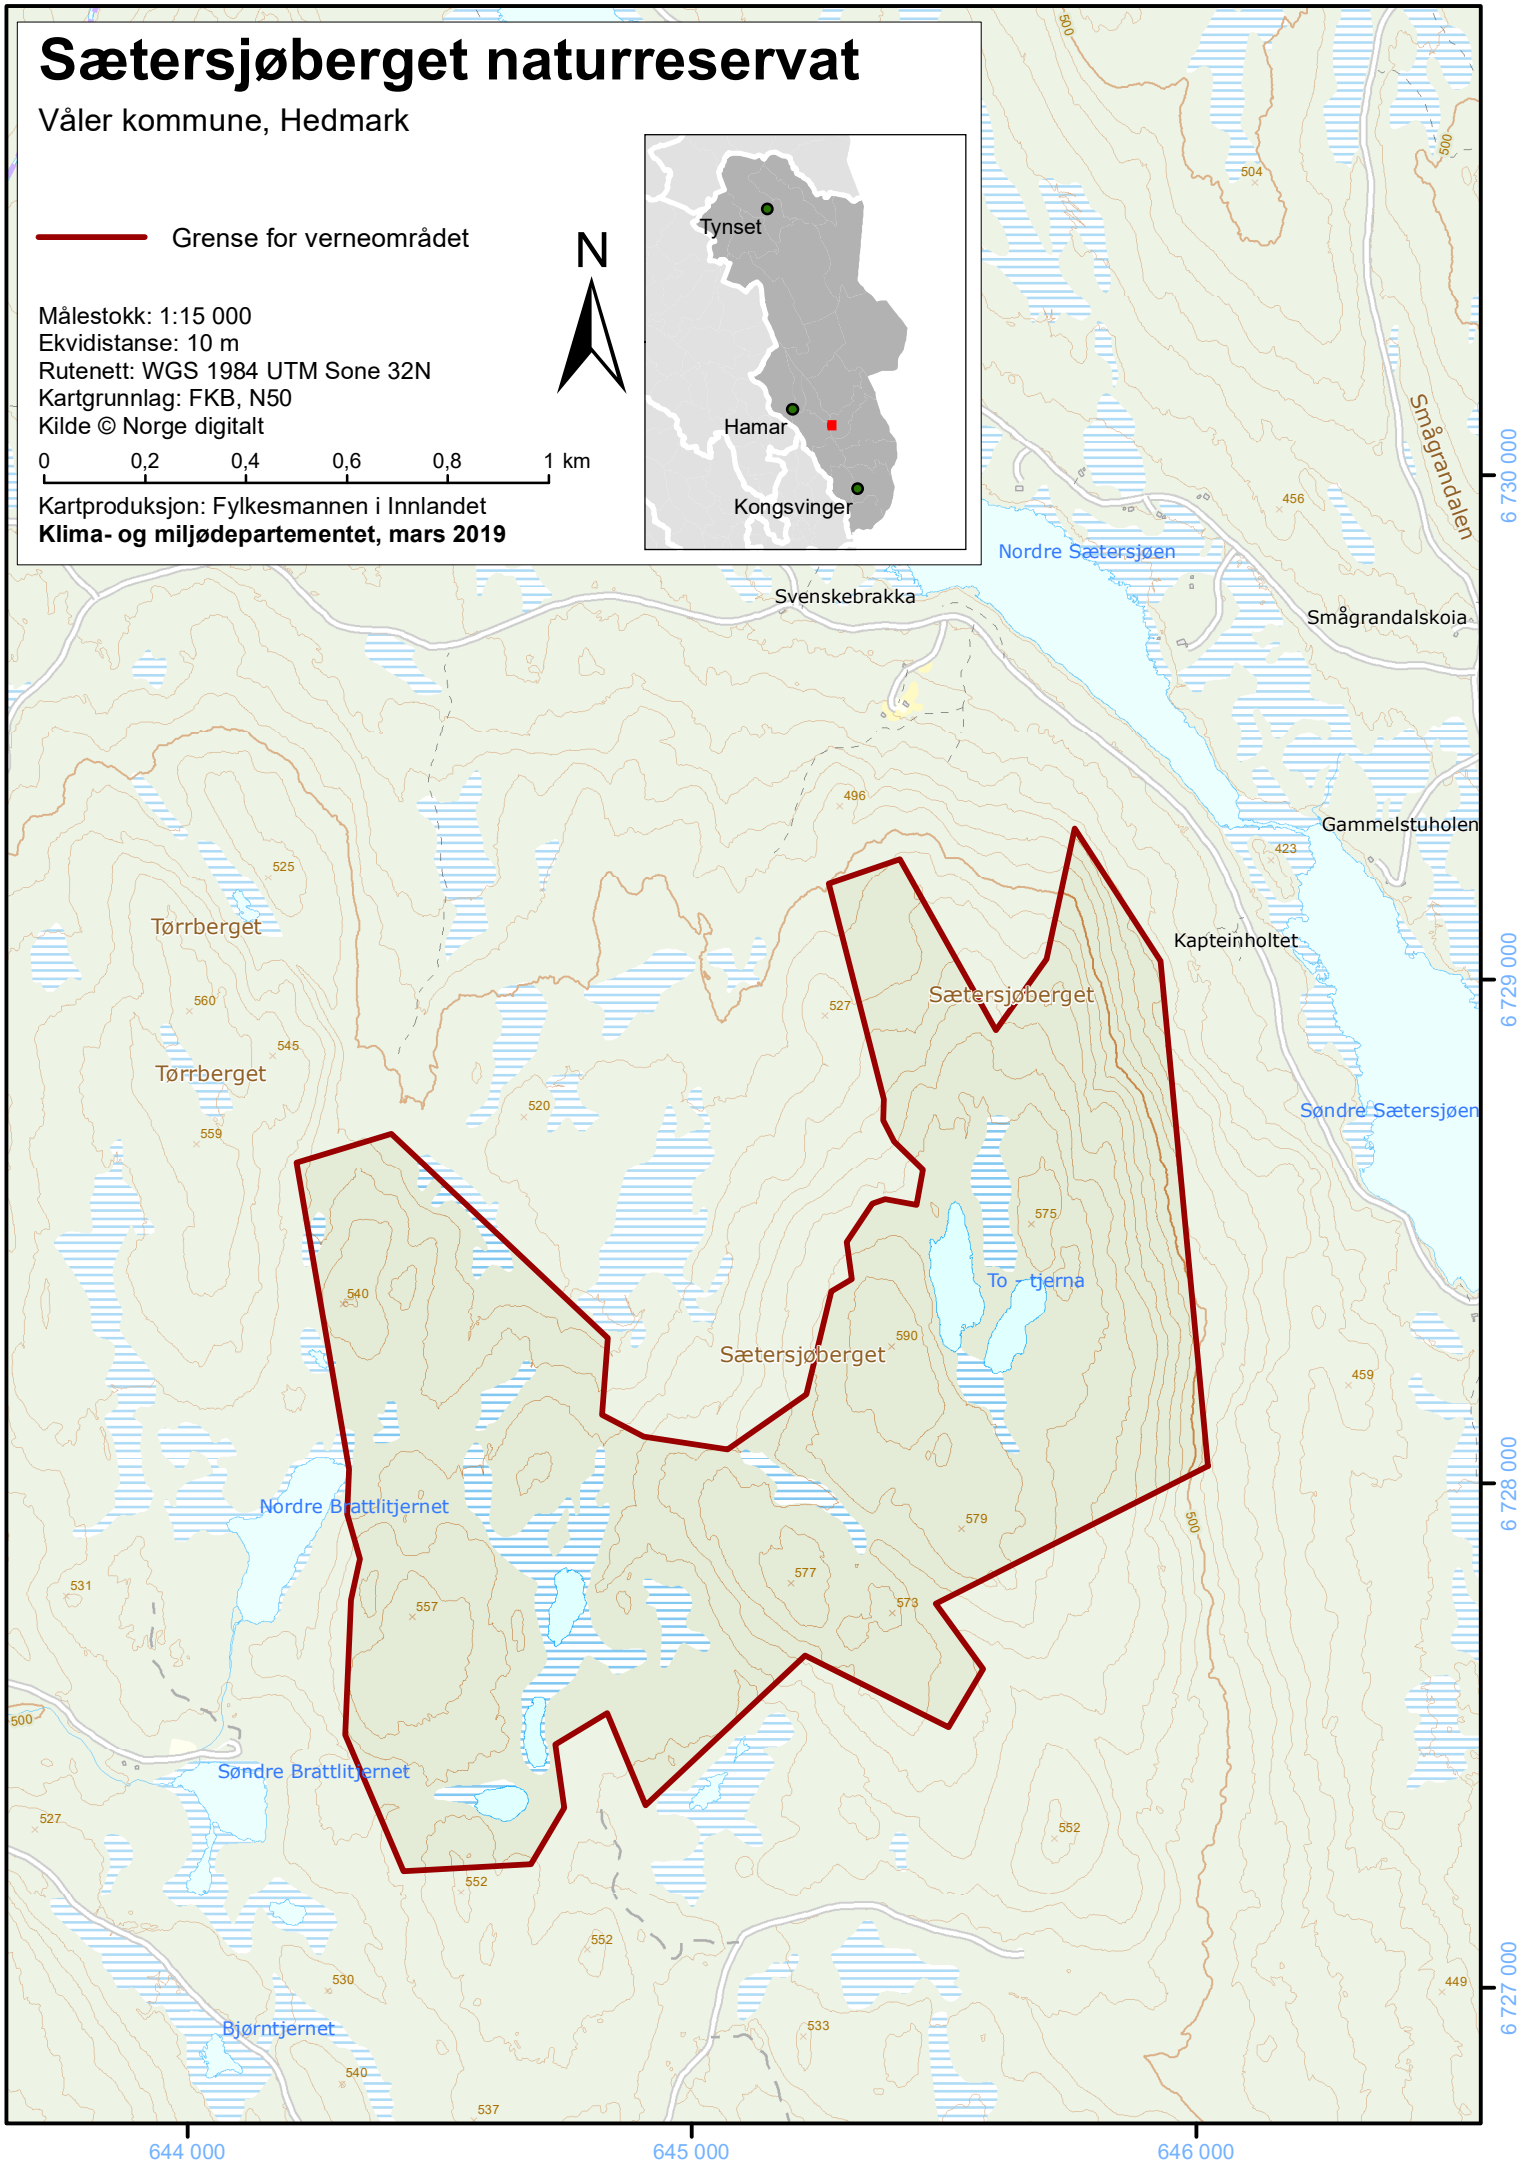 Sætersjøberget naturreservat
Våler kommune, Hedmark
Grense for verneområdet
N
Målestokk: 1:15 000
Ekvidistanse: 10 m
Rutenett: WGS 1984 UTM Sone 32N
Kartgrunnlag: FKB, N50
Kilde © Norge digitalt
0 0,2 0,4 0,6 0,8 1 km
Kartproduksjon: Fylkesmannen i Innlandet
Klima- og miljødepartementet, mars 2019
Tynset
Hamar
Kongsvinger
500
500
504
Smågrandalen
6 730 000
456
Nordre Sætersjøen
Svenskebrakka
Smågrandalskoia
496
Gammelstuholen
423
525
Tørrberget
Kapteinholtet
6 729 000
560
527
Sætersjøberget
545
Tørrberget
520
Søndre Sætersjøen
559
575
To - tjerna
540
590
Sætersjøberget
459
Nordre Brattlitjernet
579
500
6 728 000
531
577
557
573
500
Søndre Brattlitjernet
527
552
552
552
530
449
6 727 000
533
Bjørntjernet
540
537
644 000
645 000
646 000